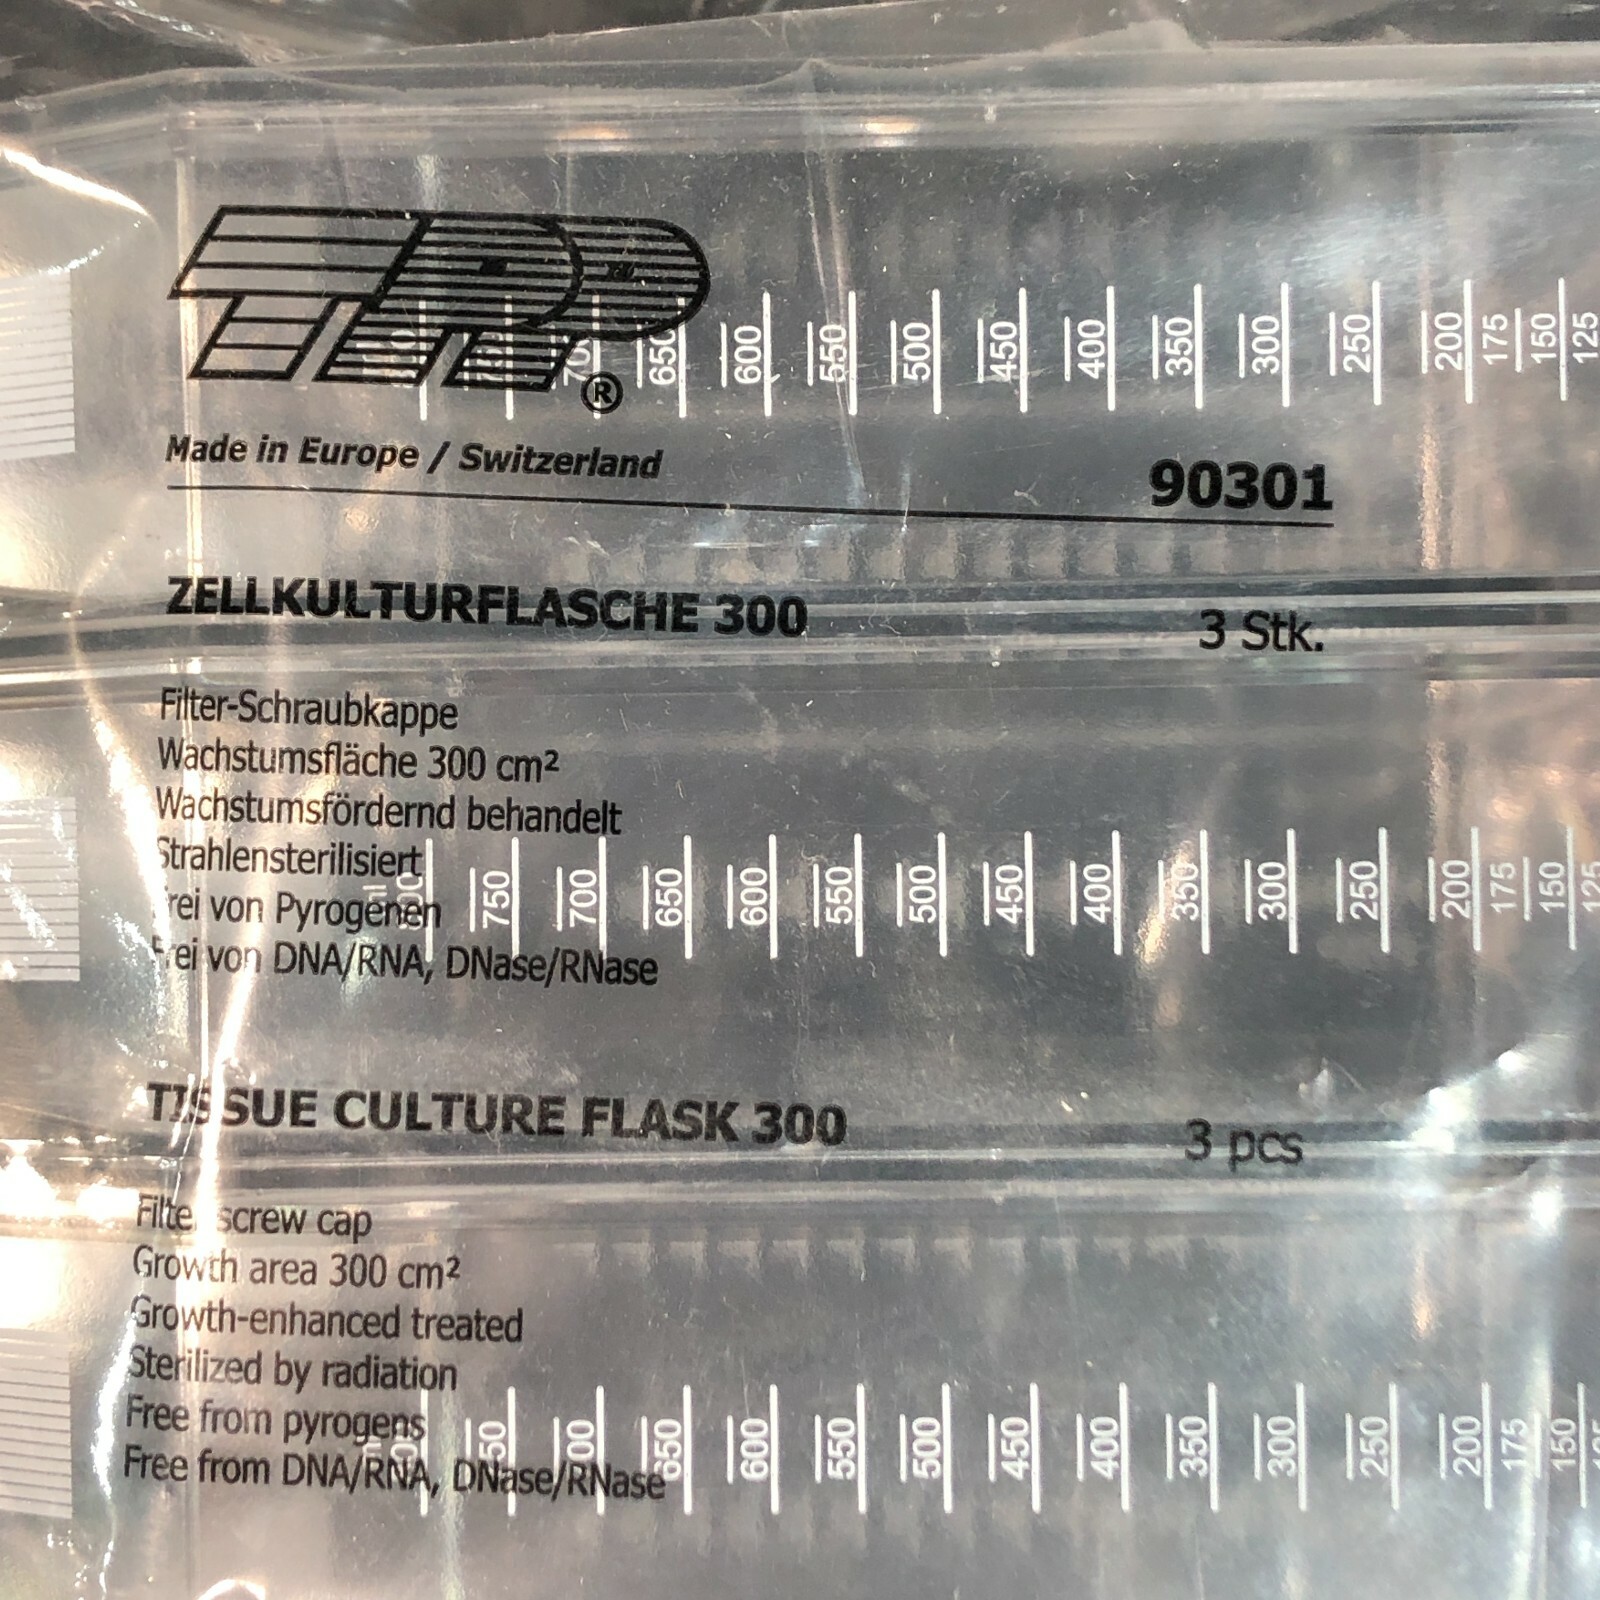 TPP®
650 600 550 500 450 400 350 300 250 200 175 150 125
Made in Europe / Switzerland
90301
ZELLKULTURFLASCHE 300
3 Stk.
Filter-Schraubkappe
Wachstumsfläche 300 cm²
Wachstumsfördernd behandelt
Strahlensterilisiert
Frei von Pyrogenen
Frei von DNA/RNA, DNase/RNase
ml 800 750 700 650 600 550 500 450 400 350 300 250 200 175 150 125
TISSUE CULTURE FLASK 300
3 pcs
Filter screw cap
Growth area 300 cm²
Growth-enhanced treated
Sterilized by radiation
Free from pyrogens
Free from DNA/RNA, DNase/RNase
650 600 550 500 450 400 350 300 250 200 175 150